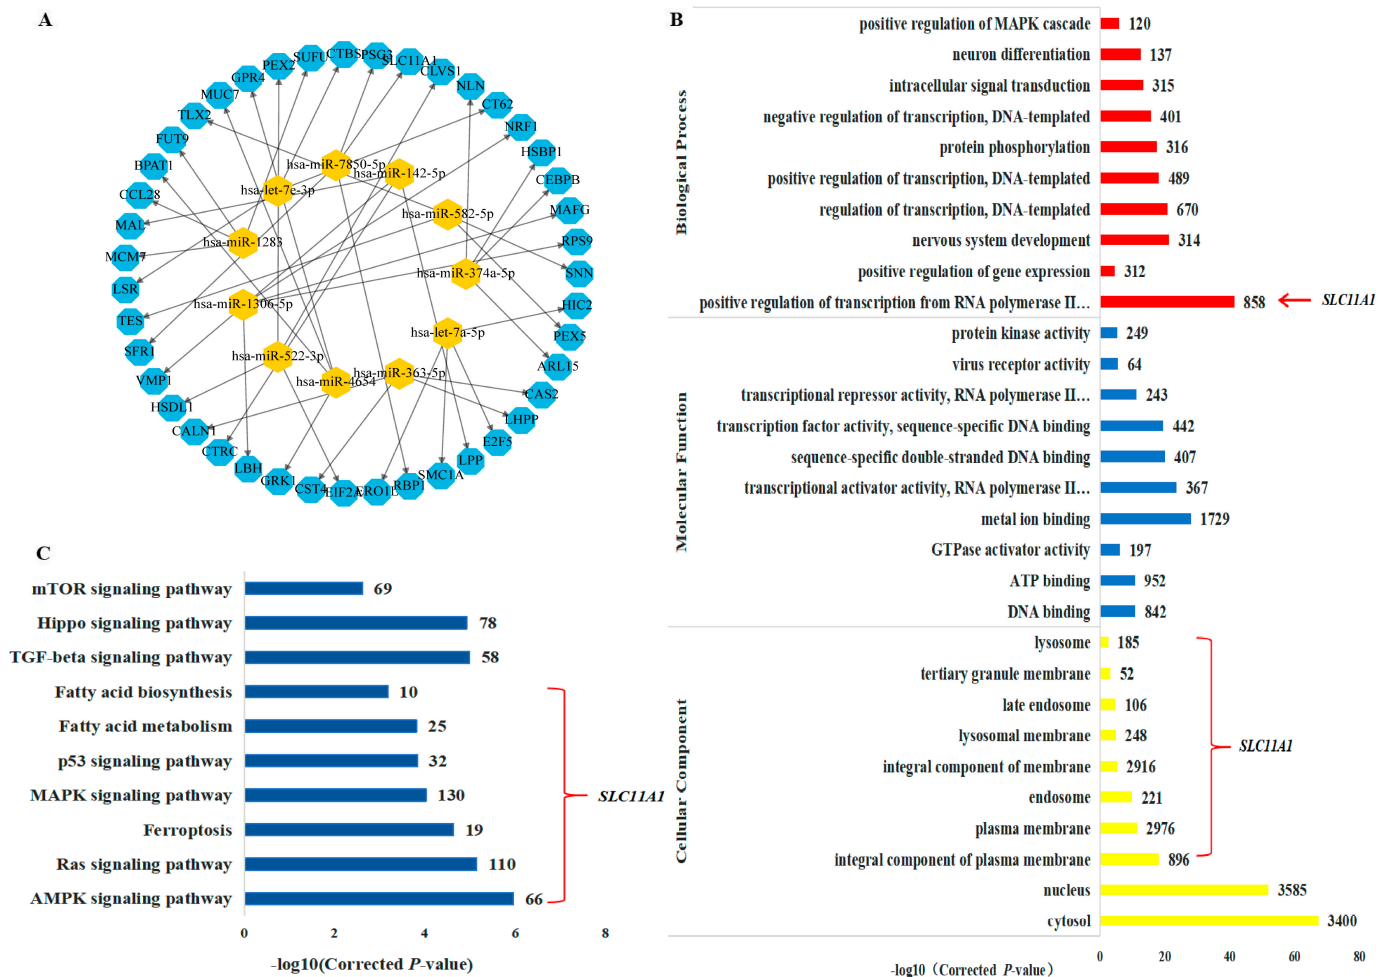 A
SUFU
CTBS
PSG3
SLC11A1
CLVS1
NLN
CT62
NRF1
HSBP1
CEBPB
MAFG
RPS9
SNN
HIC2
PEX5
ARL15
CAS2
LHPP
E2F5
LPP
SMC1A
RBP1
ERO1L
EIF2A
CST4
GRK1
LBH
CTRC
CALN1
HSDL1
VMP1
SFR1
TES
LSR
MCM7
MAL
CCL28
BPAT1
FUT9
TLX2
MUC7
GPR4
PEX2
hsa-miR-7850-5p
hsa-miR-142-5p
hsa-let-7e-3p
hsa-miR-582-5p
hsa-miR-1283
hsa-miR-374a-5p
hsa-miR-1306-5p
hsa-let-7a-5p
hsa-miR-522-3p
hsa-miR-363-5p
hsa-miR-4654
B
Biological Process
positive regulation of MAPK cascade 120
neuron differentiation 137
intracellular signal transduction 315
negative regulation of transcription, DNA-templated 401
protein phosphorylation 316
positive regulation of transcription, DNA-templated 489
regulation of transcription, DNA-templated 670
nervous system development 314
positive regulation of gene expression 312
positive regulation of transcription from RNA polymerase II… 858 SLC11A1
Molecular Function
protein kinase activity 249
virus receptor activity 64
transcriptional repressor activity, RNA polymerase II… 243
transcription factor activity, sequence-specific DNA binding 442
sequence-specific double-stranded DNA binding 407
transcriptional activator activity, RNA polymerase II… 367
metal ion binding 1729
GTPase activator activity 197
ATP binding 952
DNA binding 842
Cellular Component
lysosome 185
tertiary granule membrane 52
late endosome 106
lysosomal membrane 248
integral component of membrane 2916
endosome 221
plasma membrane 2976
integral component of plasma membrane 896
nucleus 3585
cytosol 3400
SLC11A1
0 20 40 60 80
-log10（Corrected P-value）
C
mTOR signaling pathway 69
Hippo signaling pathway 78
TGF-beta signaling pathway 58
Fatty acid biosynthesis 10
Fatty acid metabolism 25
p53 signaling pathway 32
MAPK signaling pathway 130
Ferroptosis 19
Ras signaling pathway 110
AMPK signaling pathway 66
SLC11A1
0 2 4 6 8
-log10(Corrected P-value)